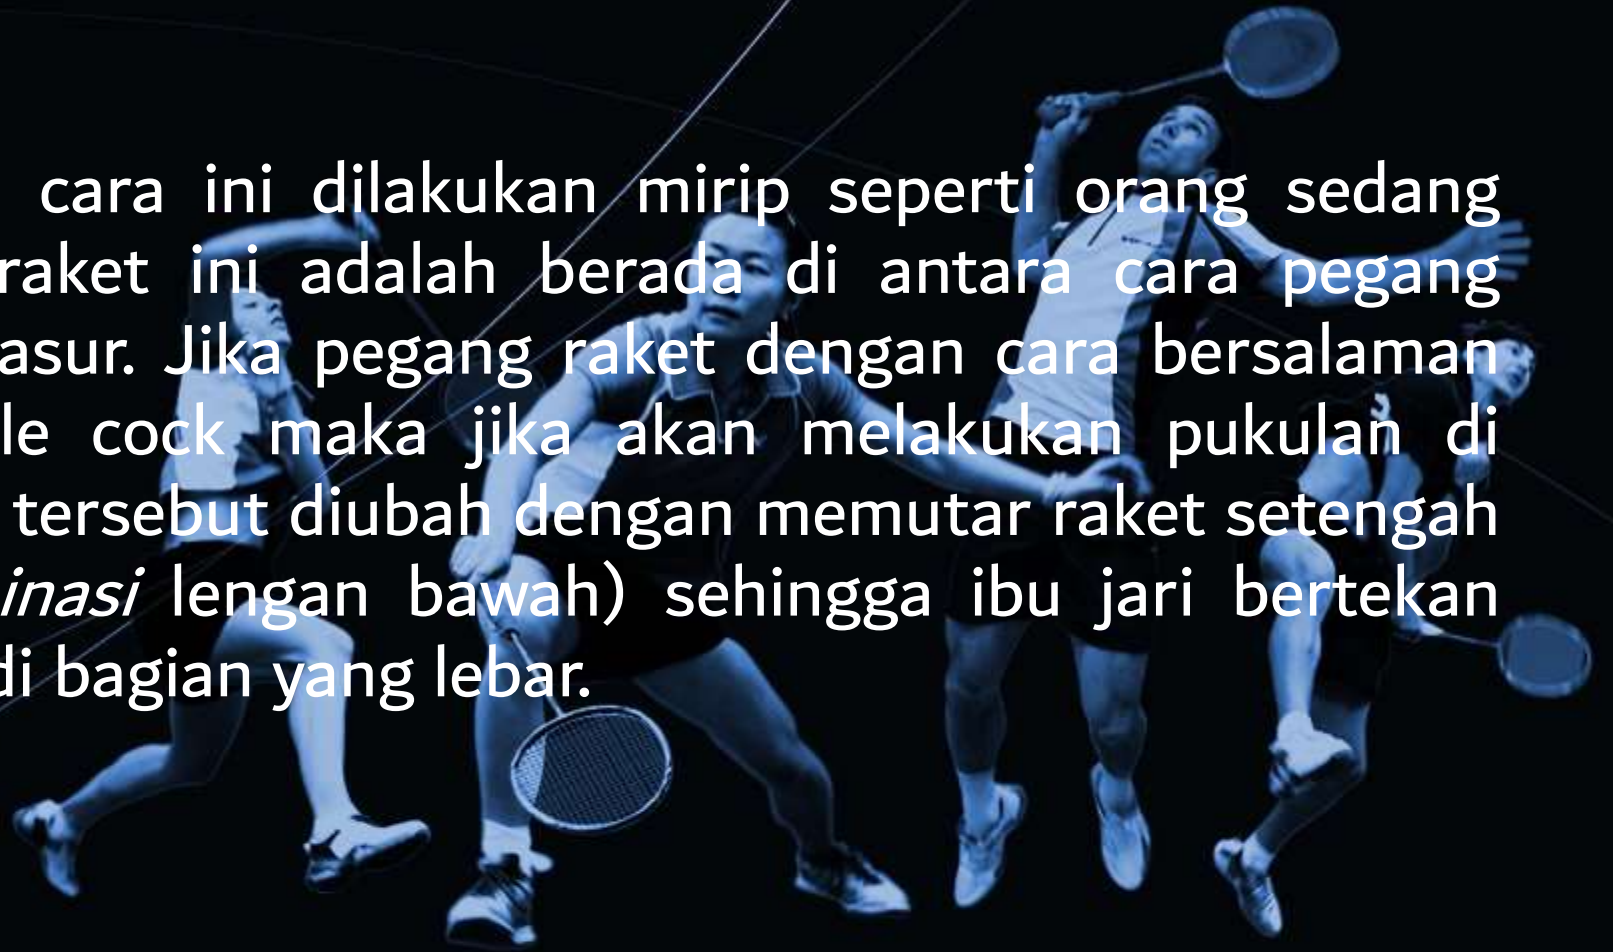 cara ini dilakukan mirip seperti orang sedang
raket ini adalah berada di antara cara pegang
asur. Jika pegang raket dengan cara bersalaman
le cock maka jika akan melakukan pukulan di
tersebut diubah dengan memutar raket setengah
inasi lengan bawah) sehingga ibu jari bertekan
di bagian yang lebar.